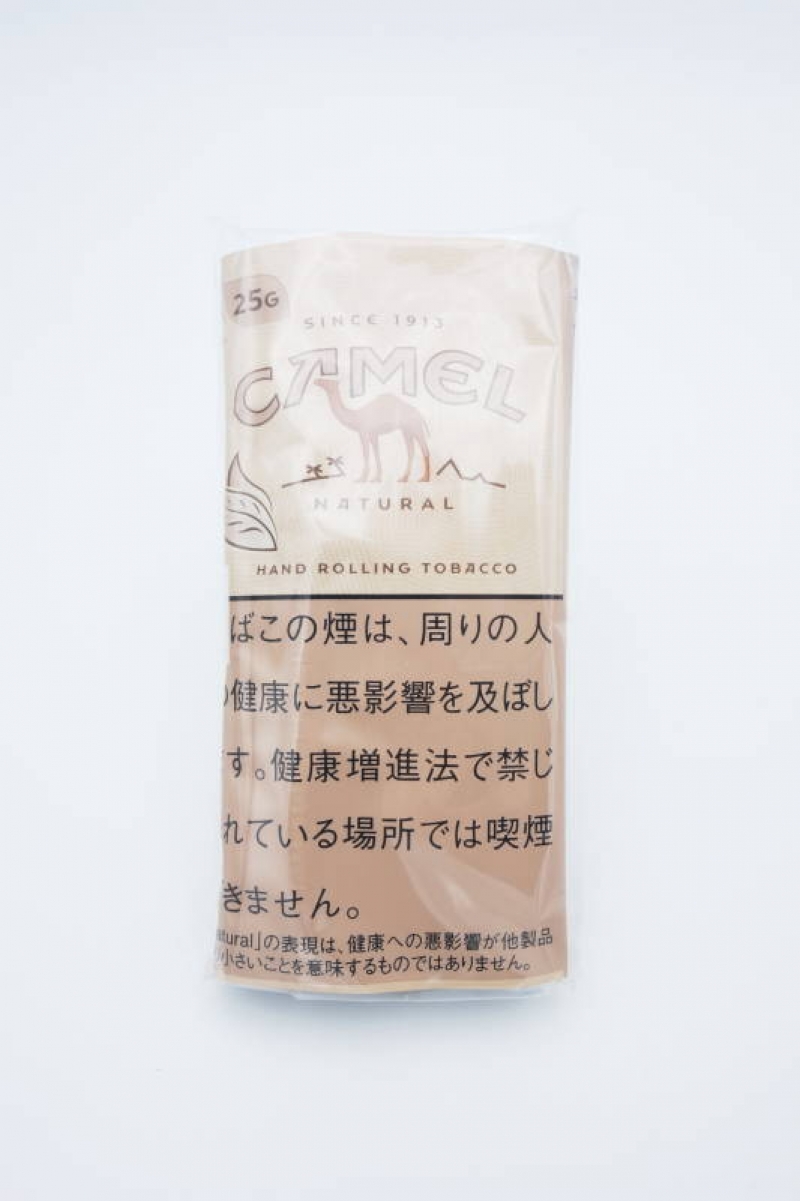 25G
SINCE 1913
CAMEL
NATURAL
HAND ROLLING TOBACCO
ばこの煙は、周りの人
健康に悪影響を及ぼし
す。健康増進法で禁じ
れている場所では喫煙
きません。
atural」の表現は、健康への悪影響が他製品
小さいことを意味するものではありません。